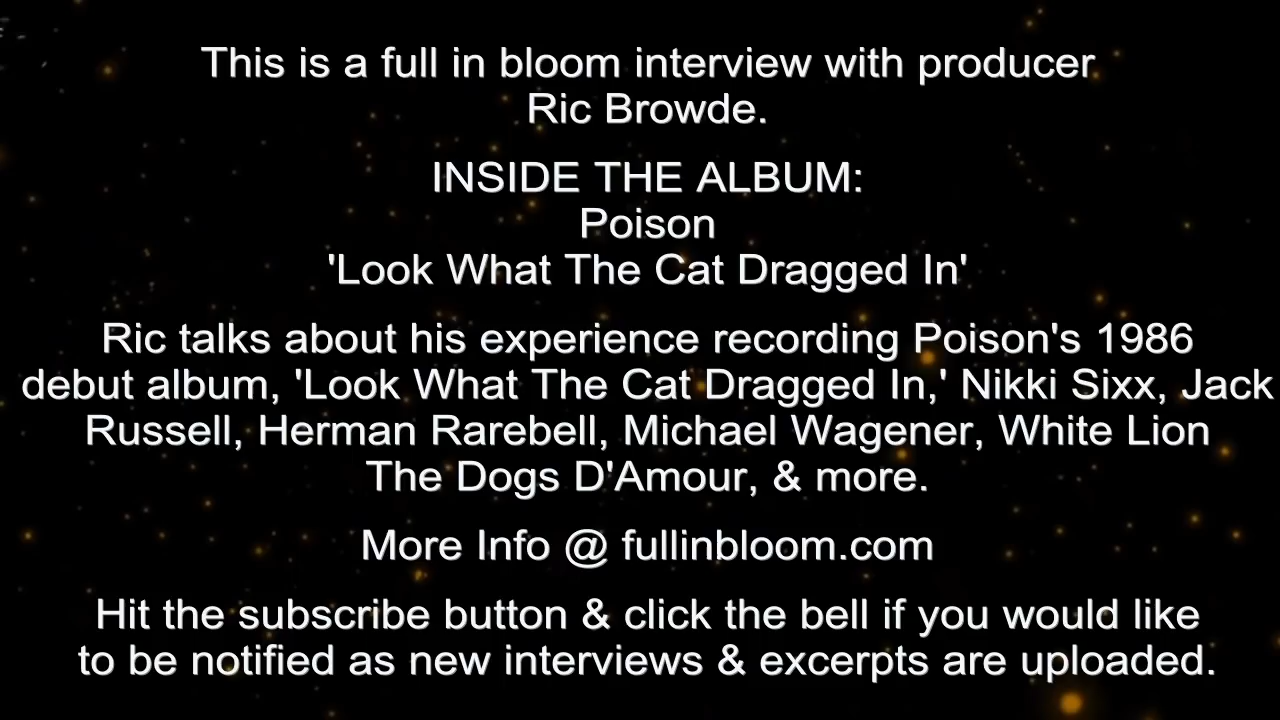 This is a full in bloom interview with producer
Ric Browde.
INSIDE THE ALBUM:
Poison
'Look What The Cat Dragged In'
Ric talks about his experience recording Poison's 1986
debut album, 'Look What The Cat Dragged In,' Nikki Sixx, Jack
Russell, Herman Rarebell, Michael Wagener, White Lion
The Dogs D'Amour, & more.
More Info @ fullinbloom.com
Hit the subscribe button & click the bell if you would like
to be notified as new interviews & excerpts are uploaded.